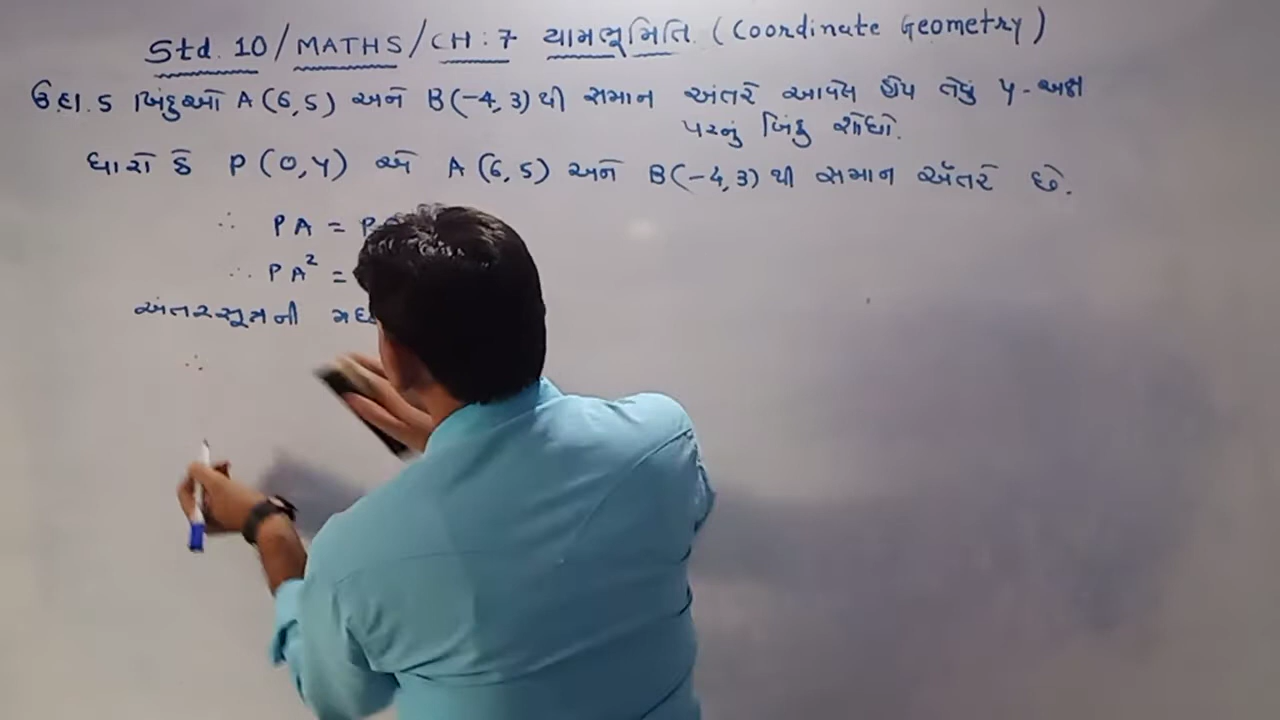 Std. 10/MATHS/CH:7 યામભૂમિતિ (Coordinate Geometry)
ઉદા.5 બિંદુઓ A(6,5) અને B(-4,3)થી સમાન અંતરે આવેલ હોય તેવું y-અક્ષ
પરનું બિંદુ શોધો.
ધારો કે P(0,y) એ A(6,5) અને B(-4,3)થી સમાન અંતરે છે.
∴ PA =
∴ PA² =
અંતરસૂત્રની
∴